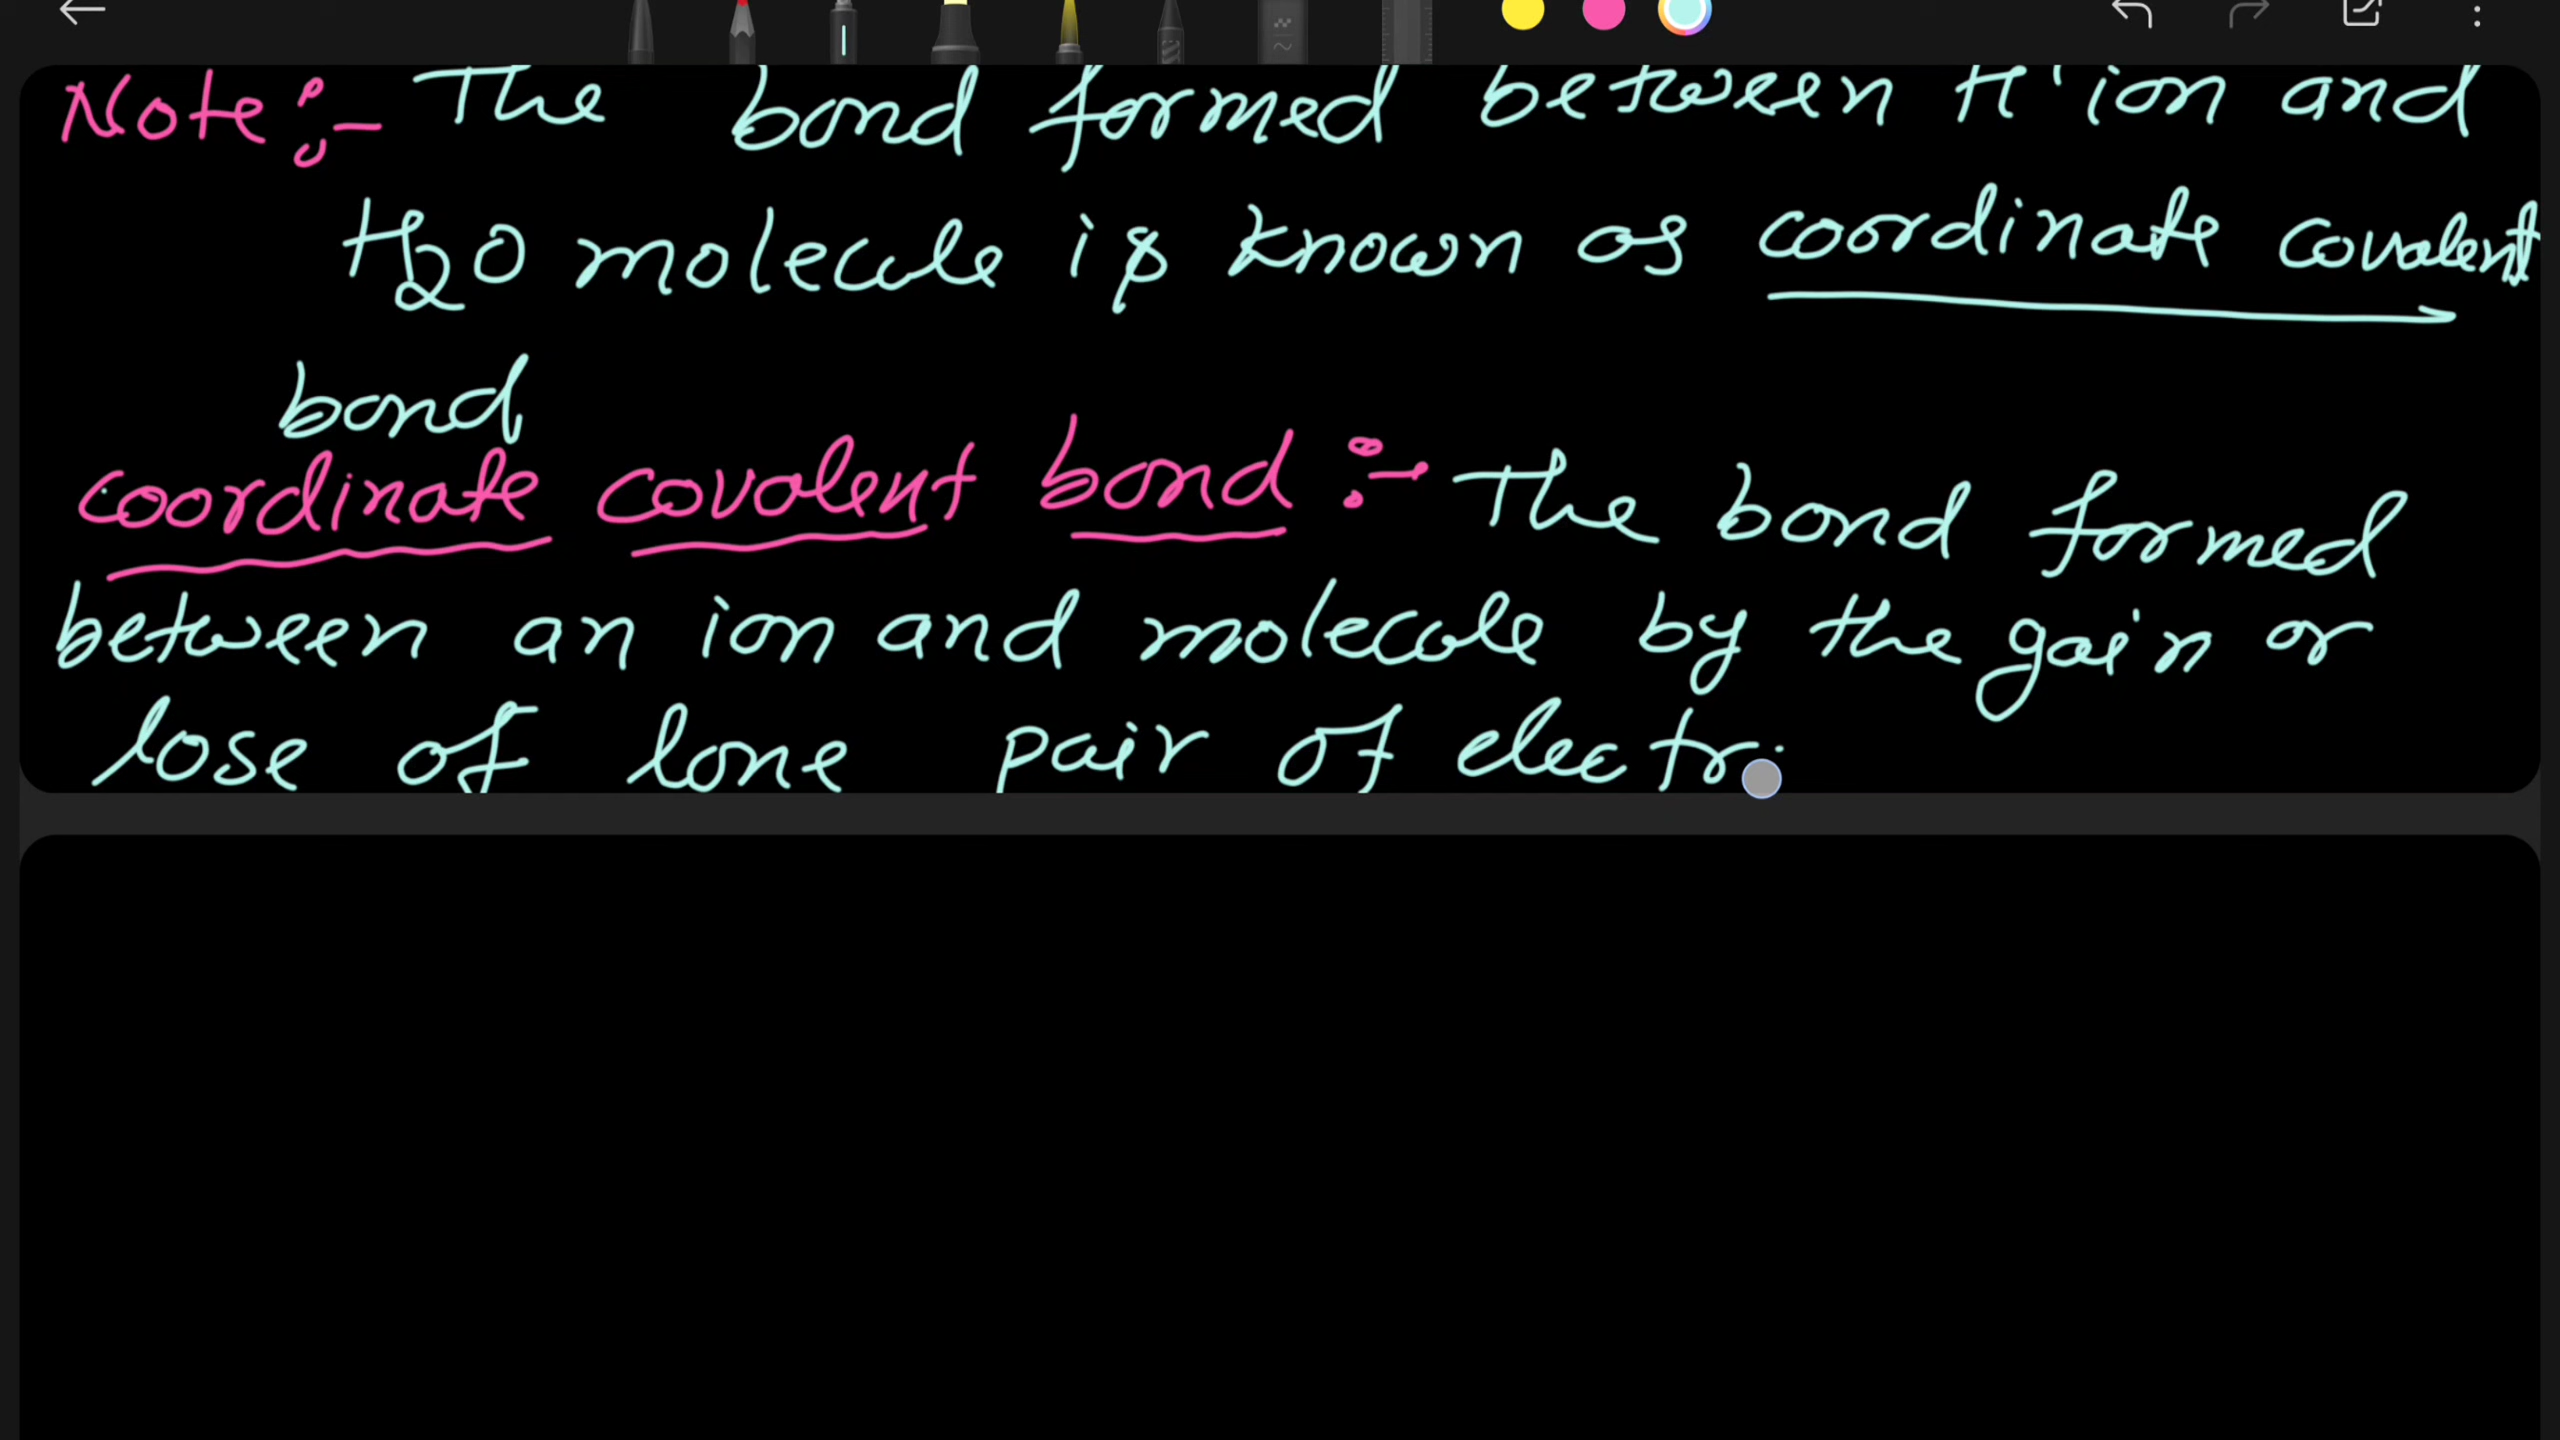 Note :- The bond formed between H+ ion and
H2O molecule is known as coordinate covalent
bond
coordinate covalent bond :- The bond formed
between an ion and molecule by the gain or
lose of lone pair of electr